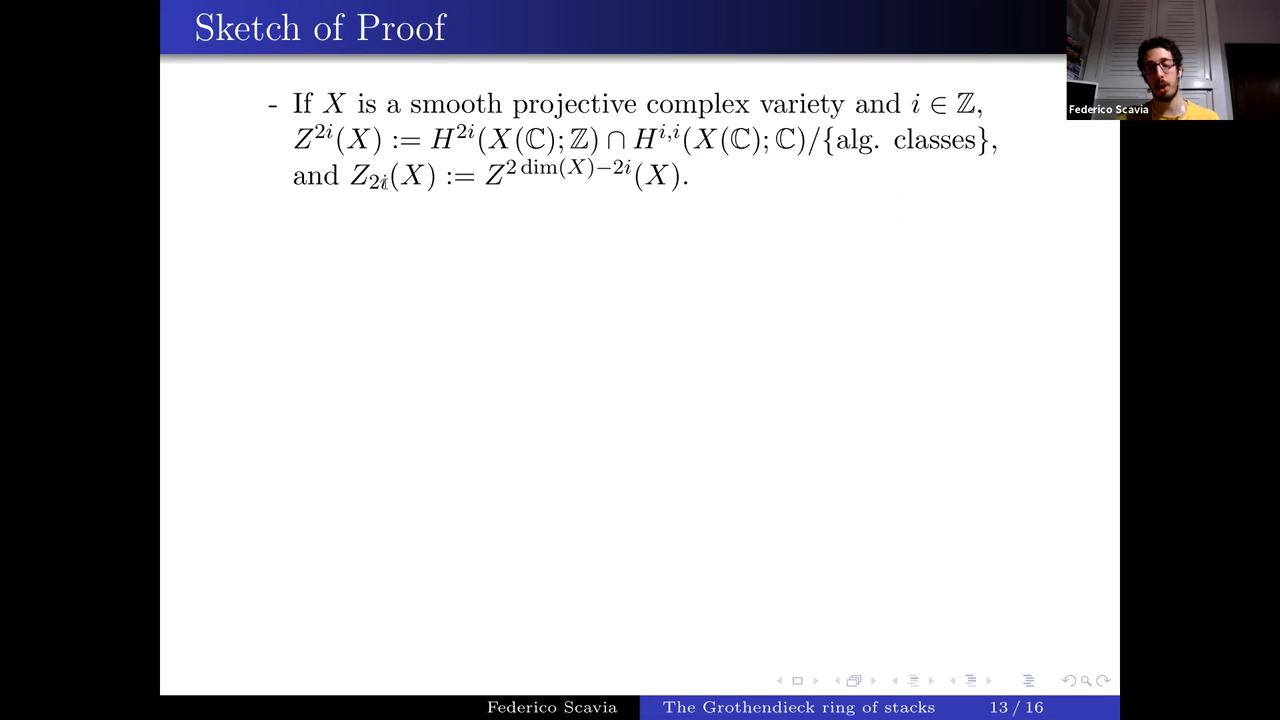 Sketch of Proof
Federico Scavia
- If X is a smooth projective complex variety and i ∈ ℤ,
Z^{2i}(X) := H^{2i}(X(ℂ); ℤ) ∩ H^{i,i}(X(ℂ); ℂ)/{alg. classes},
and Z_{2i}(X) := Z^{2 dim(X)−2i}(X).
Federico Scavia The Grothendieck ring of stacks 13 / 16